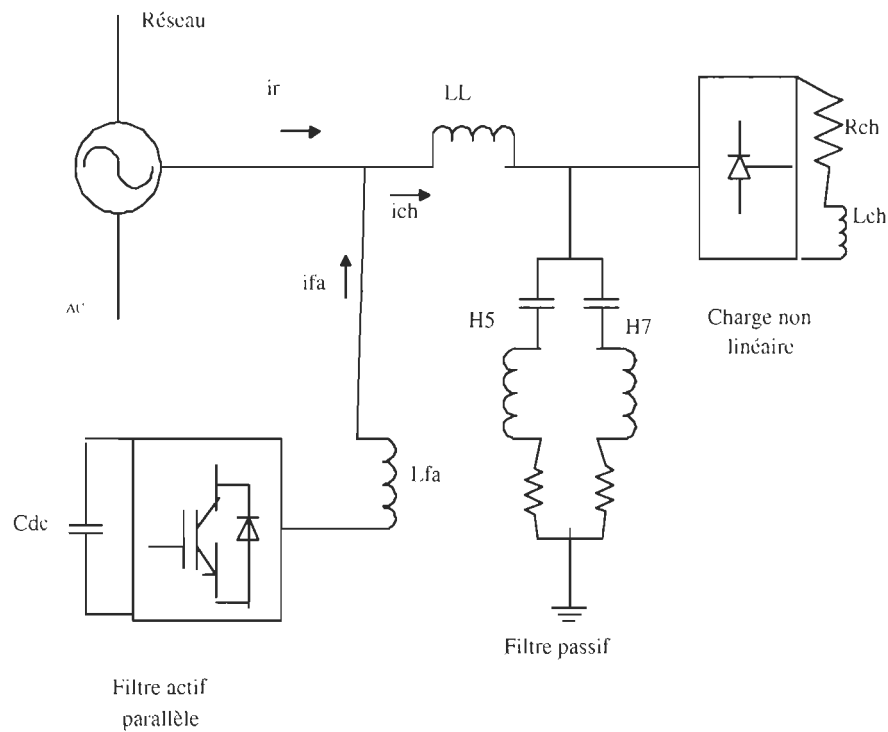 Réseau
ir
LL
Rch
ich
Lch
ifa
AC
H5
H7
Charge non
linéaire
Lfa
Cdc
Filtre passif
Filtre actif
parallèle